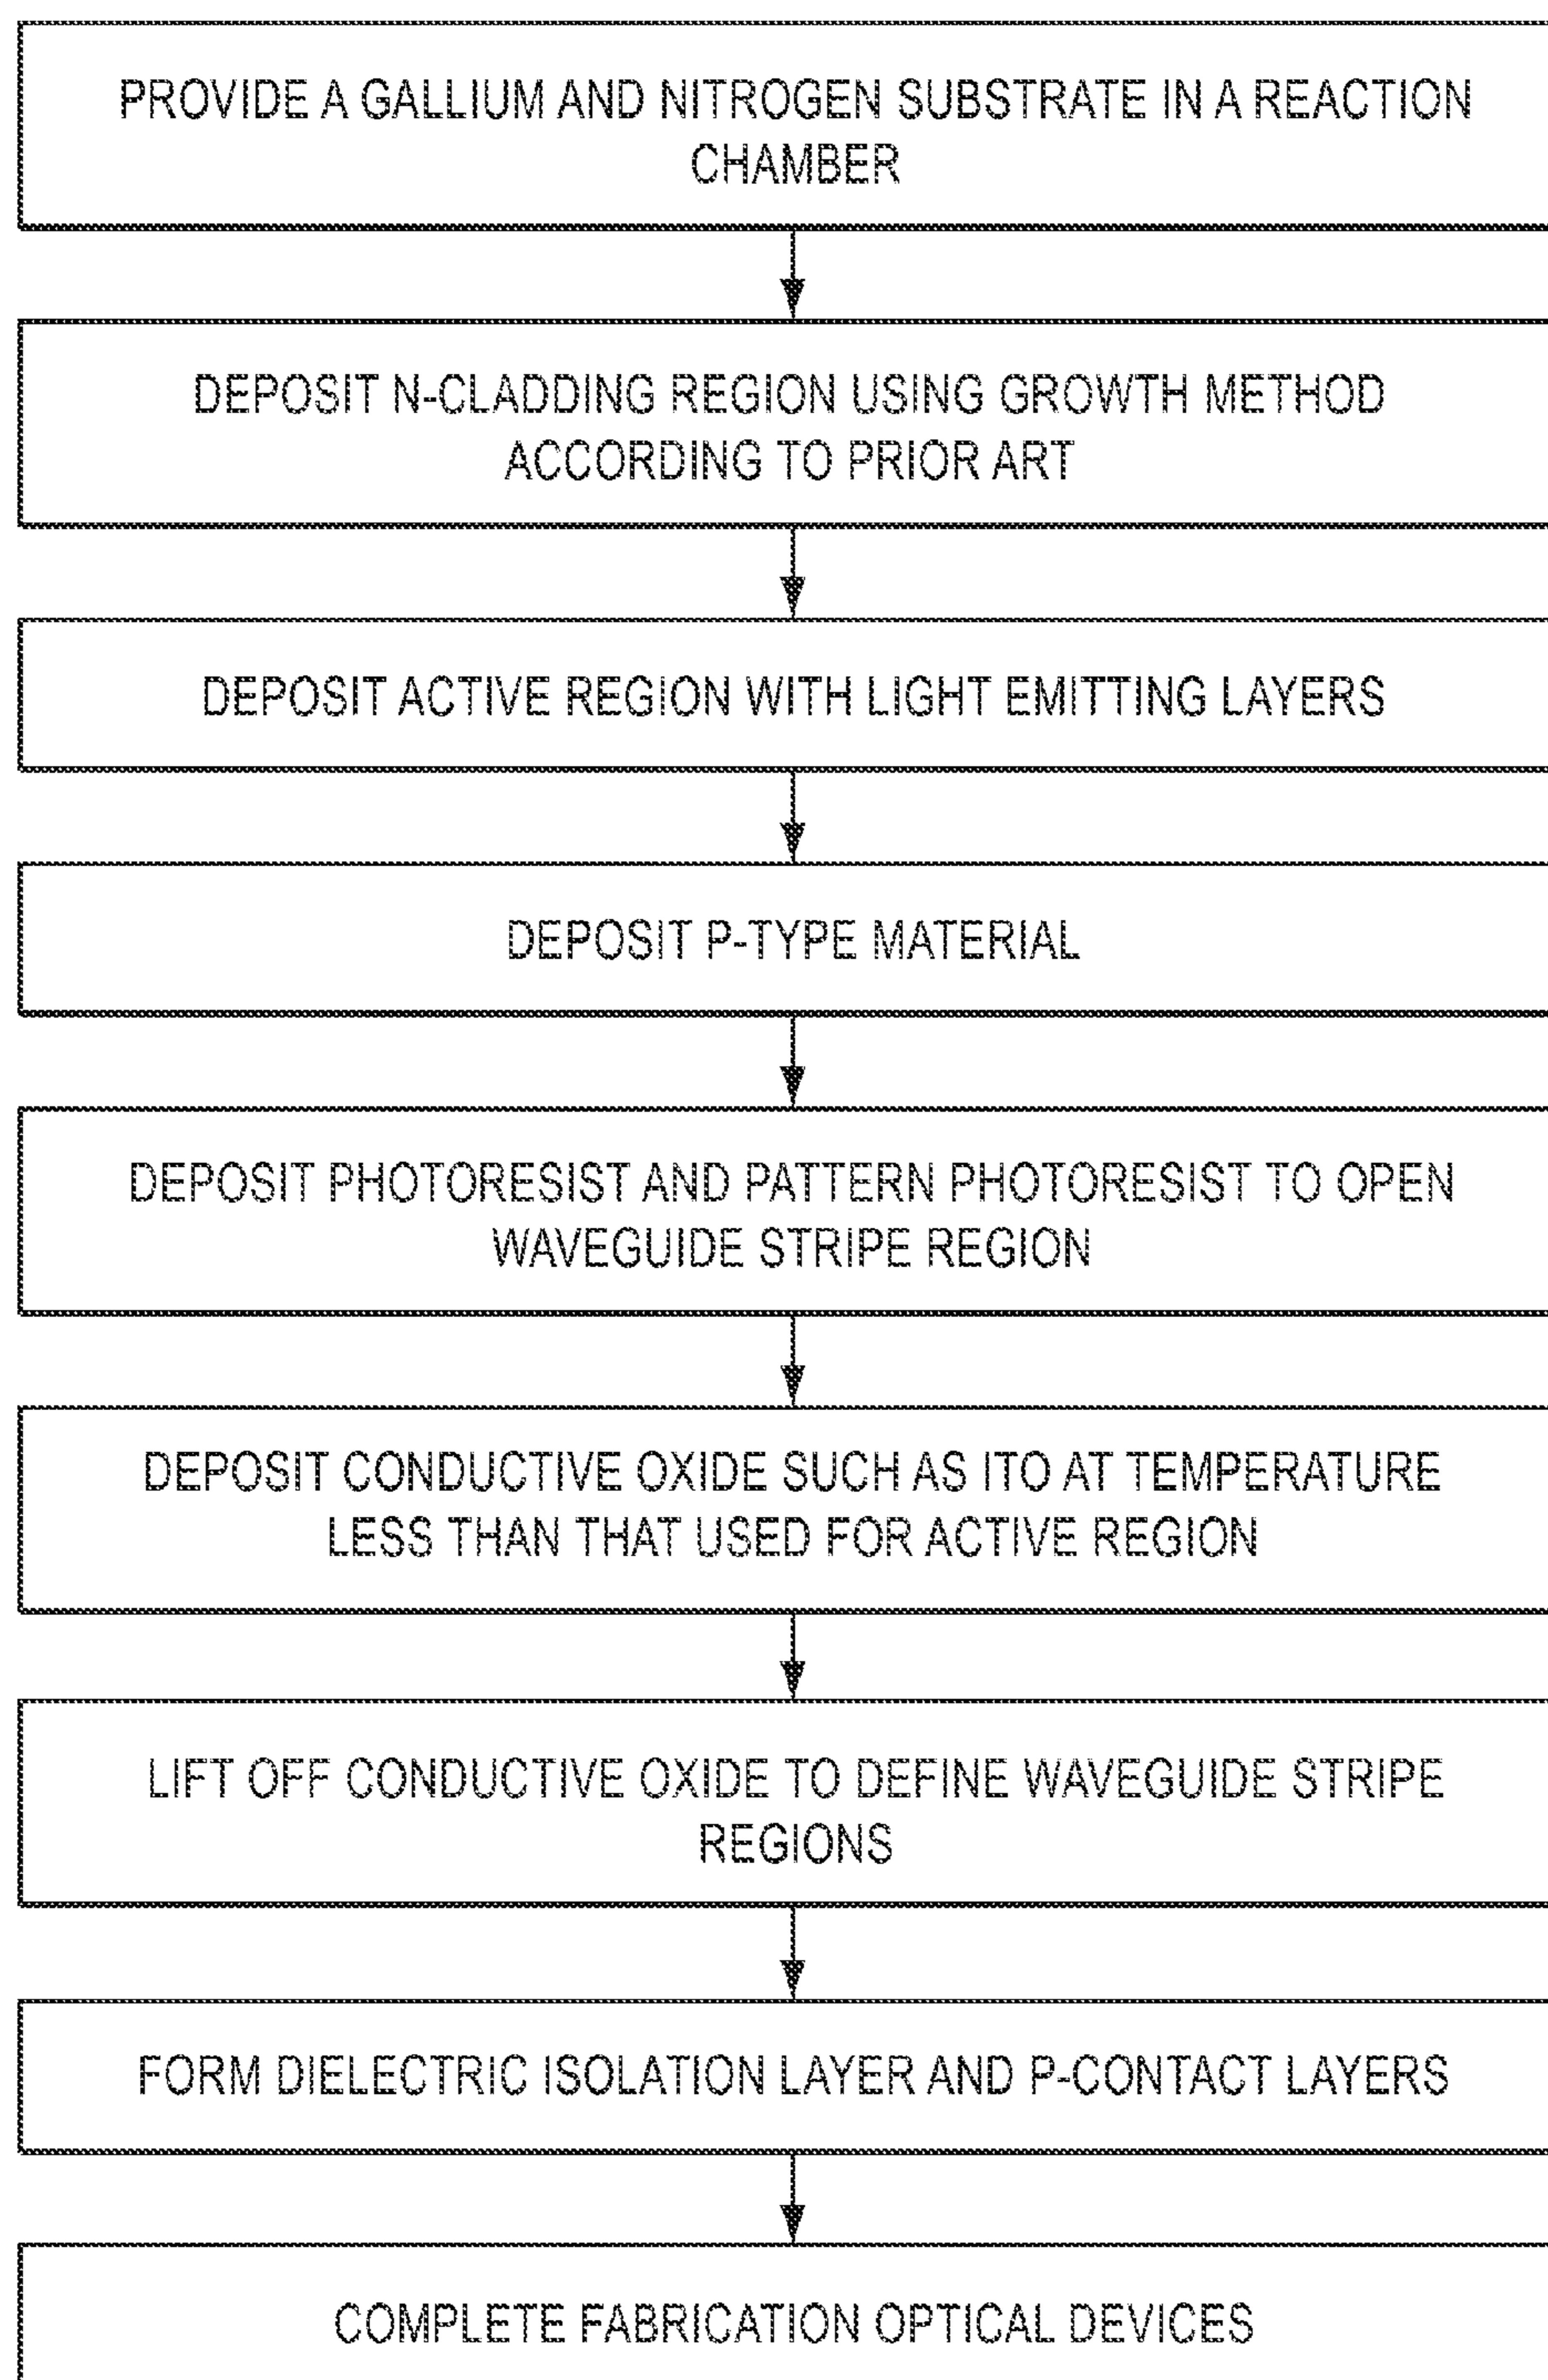 PROVIDE A GALLIUM AND NITROGEN SUBSTRATE IN A REACTION
CHAMBER
DEPOSIT N-CLADDING REGION USING GROWTH METHOD
ACCORDING TO PRIOR ART
DEPOSIT ACTIVE REGION WITH LIGHT EMITTING LAYERS
DEPOSIT P-TYPE MATERIAL
DEPOSIT PHOTORESIST AND PATTERN PHOTORESIST TO OPEN
WAVEGUIDE STRIPE REGION
DEPOSIT CONDUCTIVE OXIDE SUCH AS ITO AT TEMPERATURE
LESS THAN THAT USED FOR ACTIVE REGION
LIFT OFF CONDUCTIVE OXIDE TO DEFINE WAVEGUIDE STRIPE
REGIONS
FORM DIELECTRIC ISOLATION LAYER AND P-CONTACT LAYERS
COMPLETE FABRICATION OPTICAL DEVICES